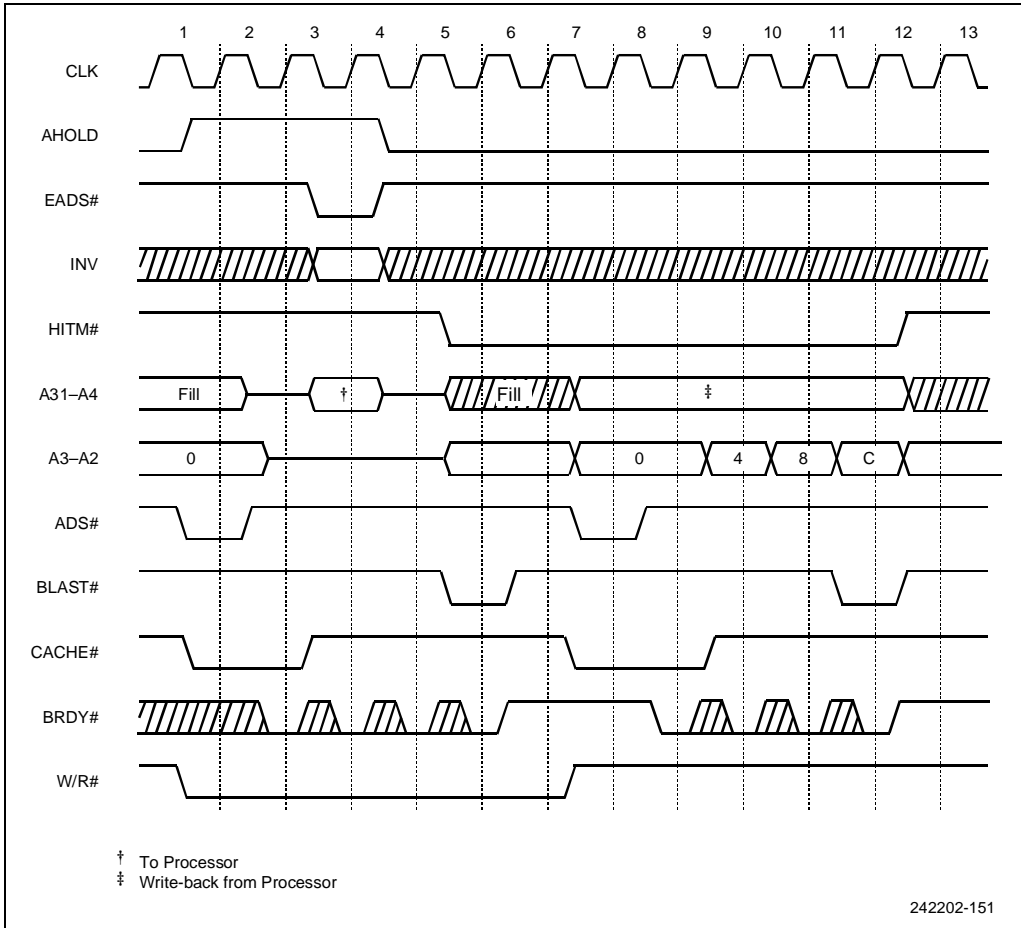 1 2 3 4 5 6 7 8 9 10 11 12 13
CLK
AHOLD
EADS#
INV
HITM#
A31–A4 Fill † Fill ‡
A3–A2 0 0 4 8 C
ADS#
BLAST#
CACHE#
BRDY#
W/R#
† To Processor
‡ Write-back from Processor
242202-151